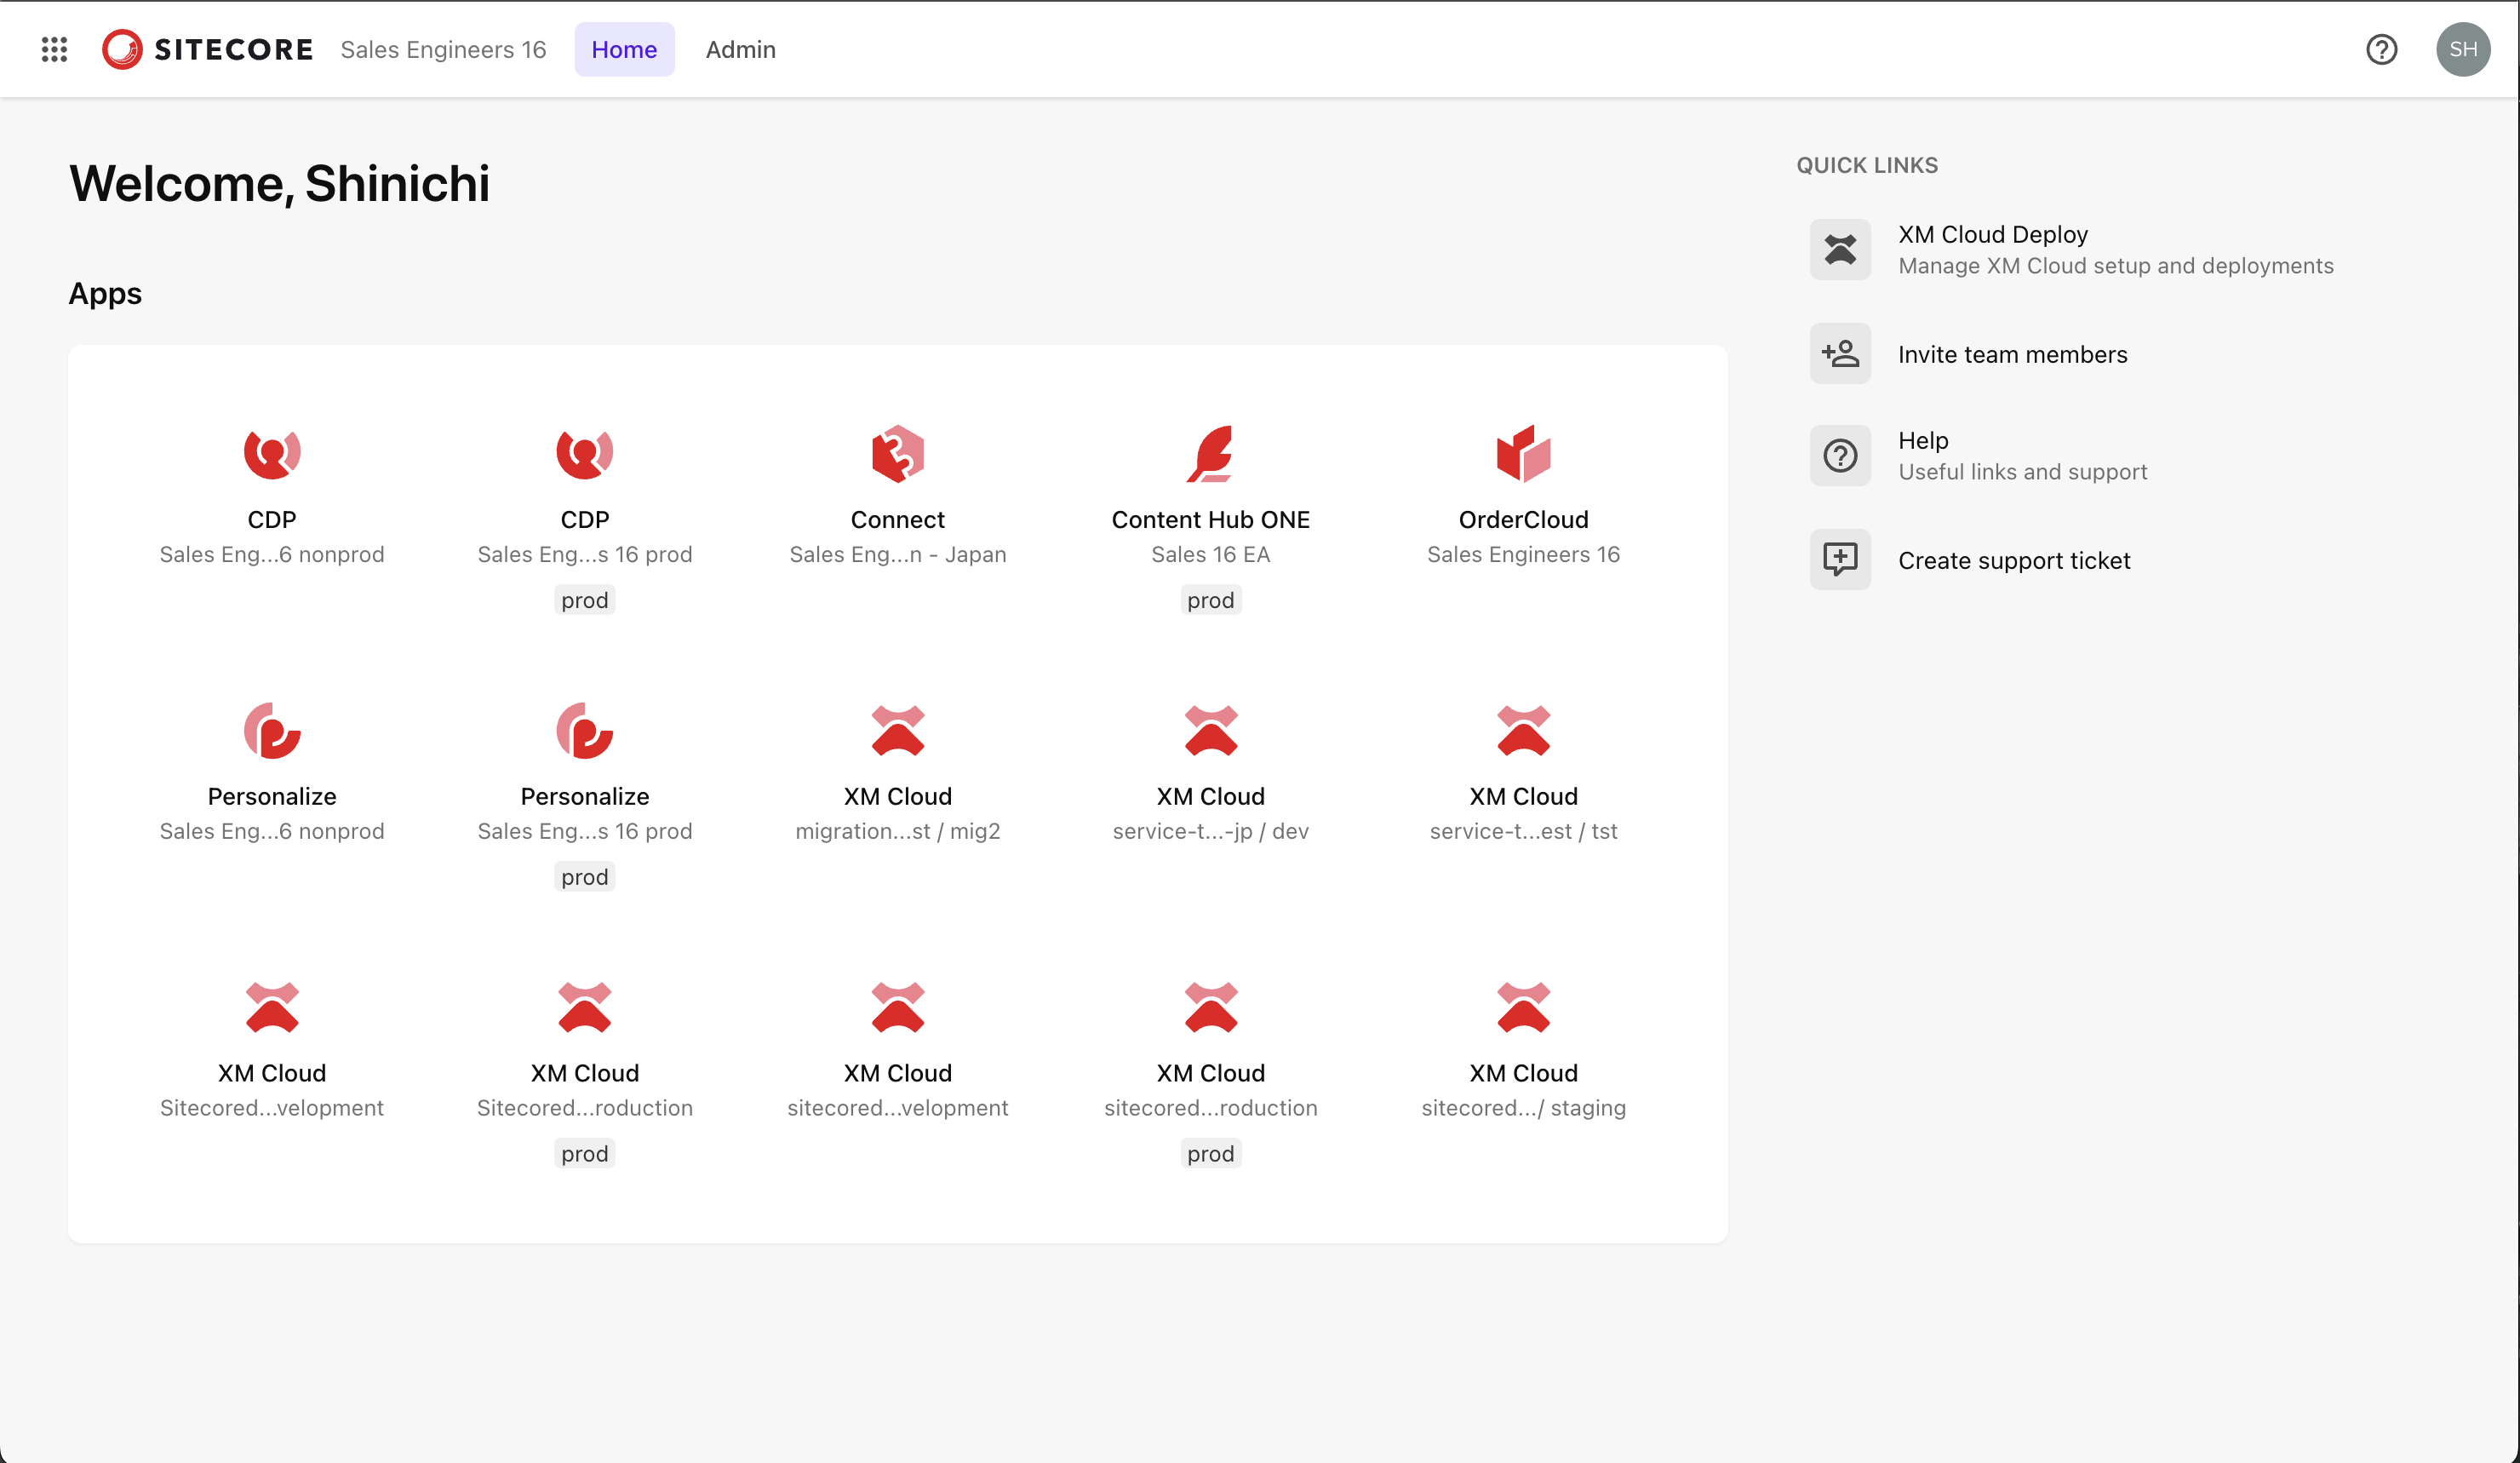 SITECORE Sales Engineers 16 Home Admin SH
Welcome, Shinichi
Apps
CDP
Sales Eng...6 nonprod
CDP
Sales Eng...s 16 prod
prod
Connect
Sales Eng...n - Japan
Content Hub ONE
Sales 16 EA
prod
OrderCloud
Sales Engineers 16
Personalize
Sales Eng...6 nonprod
Personalize
Sales Eng...s 16 prod
prod
XM Cloud
migration...st / mig2
XM Cloud
service-t...-jp / dev
XM Cloud
service-t...est / tst
XM Cloud
Sitecored...velopment
XM Cloud
Sitecored...roduction
prod
XM Cloud
sitecored...velopment
XM Cloud
sitecored...roduction
prod
XM Cloud
sitecored.../ staging
QUICK LINKS
XM Cloud Deploy
Manage XM Cloud setup and deployments
Invite team members
Help
Useful links and support
Create support ticket